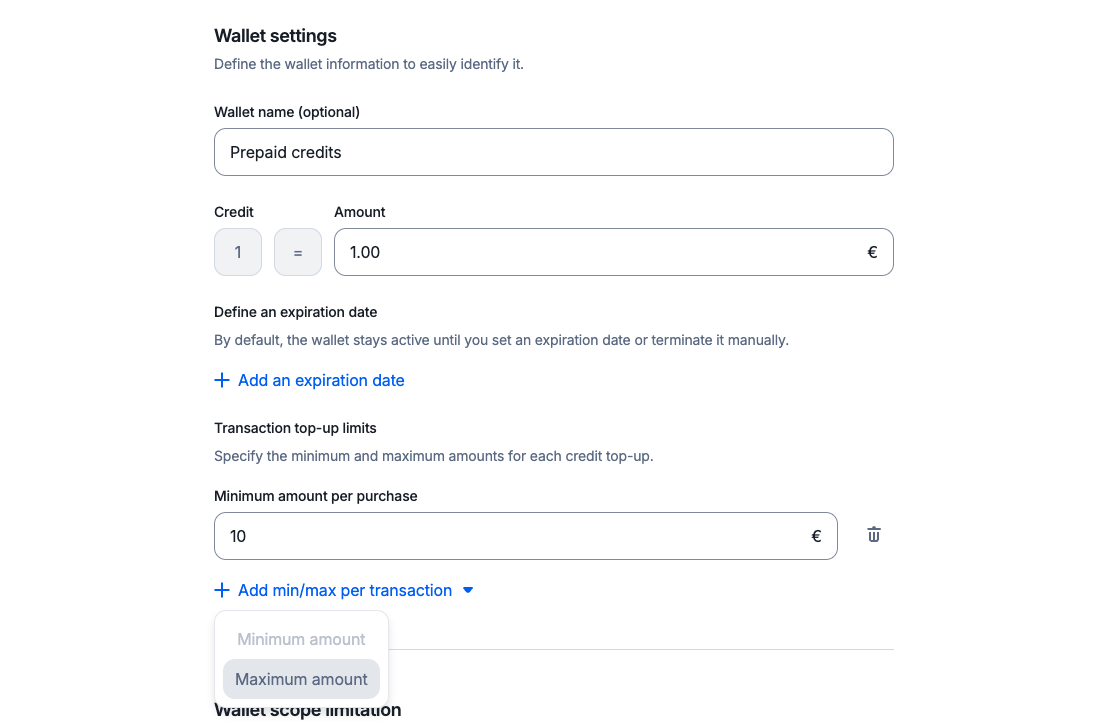 Wallet settings
Define the wallet information to easily identify it.
Wallet name (optional)
Prepaid credits
Credit Amount
1 = 1.00 €
Define an expiration date
By default, the wallet stays active until you set an expiration date or terminate it manually.
Add an expiration date
Transaction top-up limits
Specify the minimum and maximum amounts for each credit top-up.
Minimum amount per purchase
10 €
Add min/max per transaction
Minimum amount
Maximum amount
Wallet scope limitation